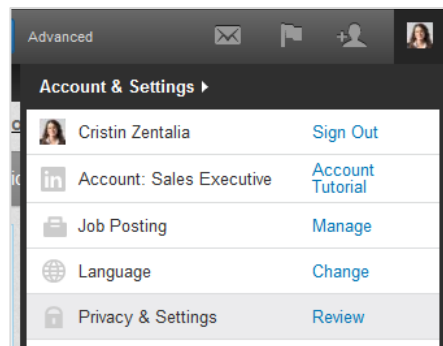 Advanced
Account & Settings
Cristin Zentalia Sign Out
in Account: Sales Executive Account
Tutorial
Job Posting Manage
Language Change
Privacy & Settings Review